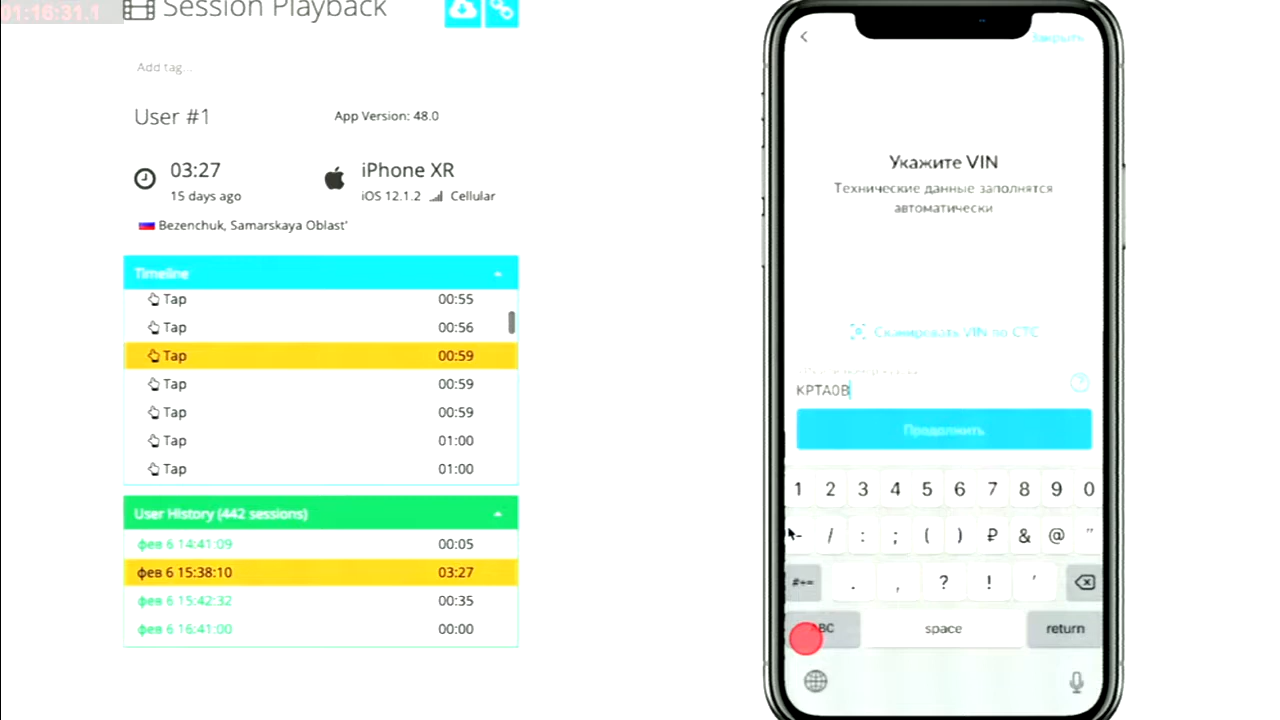 01:16:31.1
Session Playback
Add tag...
User #1
App Version: 48.0
03:27
15 days ago
iPhone XR
iOS 12.1.2
Cellular
Bezenchuk, Samarskaya Oblast'
Timeline
Tap 00:55
Tap 00:56
Tap 00:59
Tap 00:59
Tap 00:59
Tap 01:00
Tap 01:00
User History (442 sessions)
фев 6 14:41:09 00:05
фев 6 15:38:10 03:27
фев 6 15:42:32 00:35
фев 6 16:41:00 00:00
Закрыть
Укажите VIN
Технические данные заполнятся
автоматически
Сканировать VIN по СТС
KPTA0B
Продолжить
1 2 3 4 5 6 7 8 9 0
- / : ; ( ) ₽ & @ "
#+= . , ? ! '
ABC space return